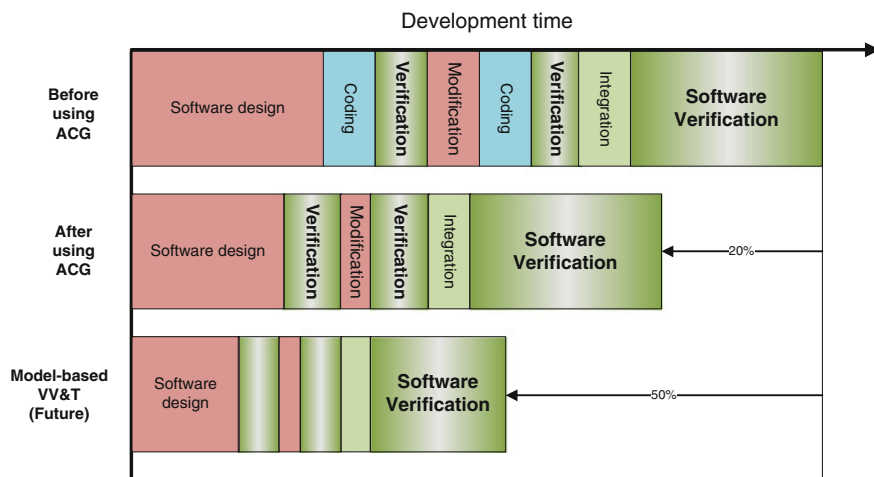 Development time
Before
using
ACG
Software design
Coding
Verification
Modification
Coding
Verification
Integration
Software
Verification
After
using
ACG
Software design
Verification
Modification
Verification
Integration
Software
Verification
20%
Model-based
VV&T
(Future)
Software
design
Software
Verification
50%